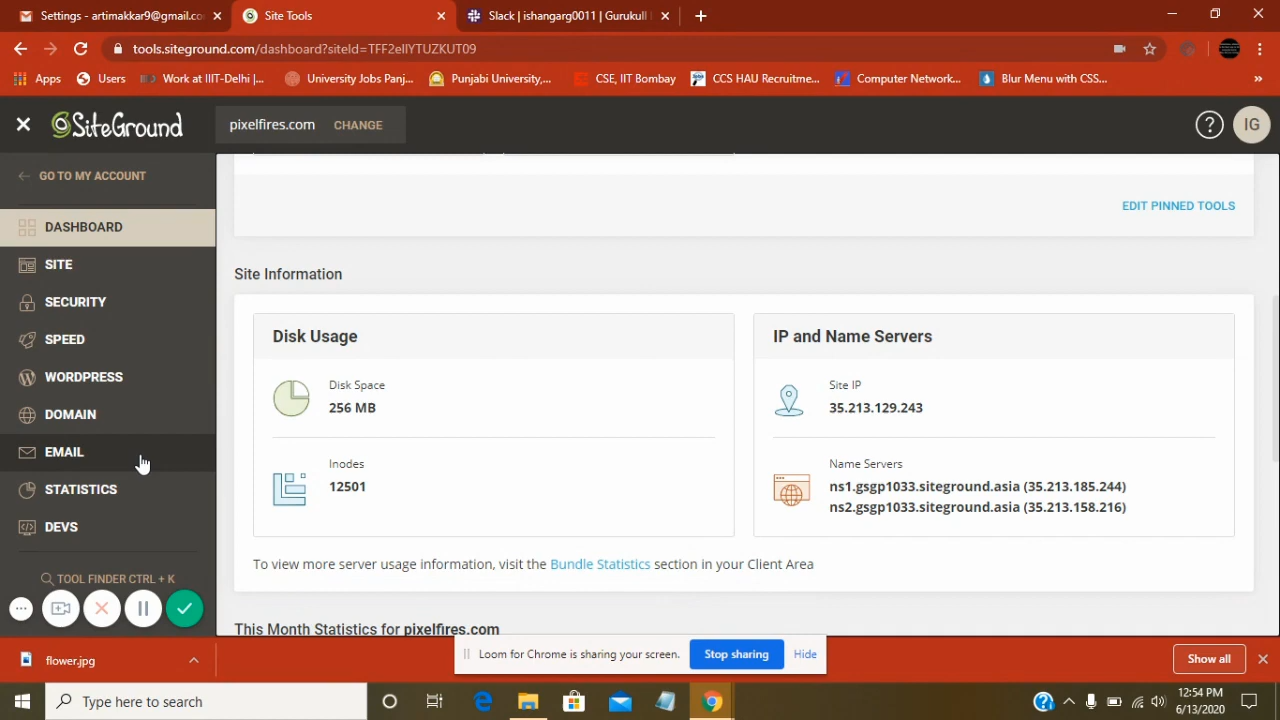 Settings - artimakkar9@gmail.co
Site Tools
Slack | ishangarg0011 | Gurukull
tools.siteground.com/dashboard?siteId=TFF2ellYTUZKUT09
Apps
Users
Work at IIIT-Delhi |...
University Jobs Panj...
Punjabi University,...
CSE, IIT Bombay
CCS HAU Recruitme...
Computer Network...
Blur Menu with CSS...
»
SiteGround
pixelfires.com CHANGE
?
IG
GO TO MY ACCOUNT
DASHBOARD
SITE
SECURITY
SPEED
WORDPRESS
DOMAIN
EMAIL
STATISTICS
DEVS
TOOL FINDER CTRL + K
EDIT PINNED TOOLS
Site Information
Disk Usage
Disk Space
256 MB
Inodes
12501
IP and Name Servers
Site IP
35.213.129.243
Name Servers
ns1.gsgp1033.siteground.asia (35.213.185.244)
ns2.gsgp1033.siteground.asia (35.213.158.216)
To view more server usage information, visit the Bundle Statistics section in your Client Area
This Month Statistics for pixelfires.com
Loom for Chrome is sharing your screen. Stop sharing Hide
flower.jpg
Show all
Type here to search
12:54 PM
6/13/2020